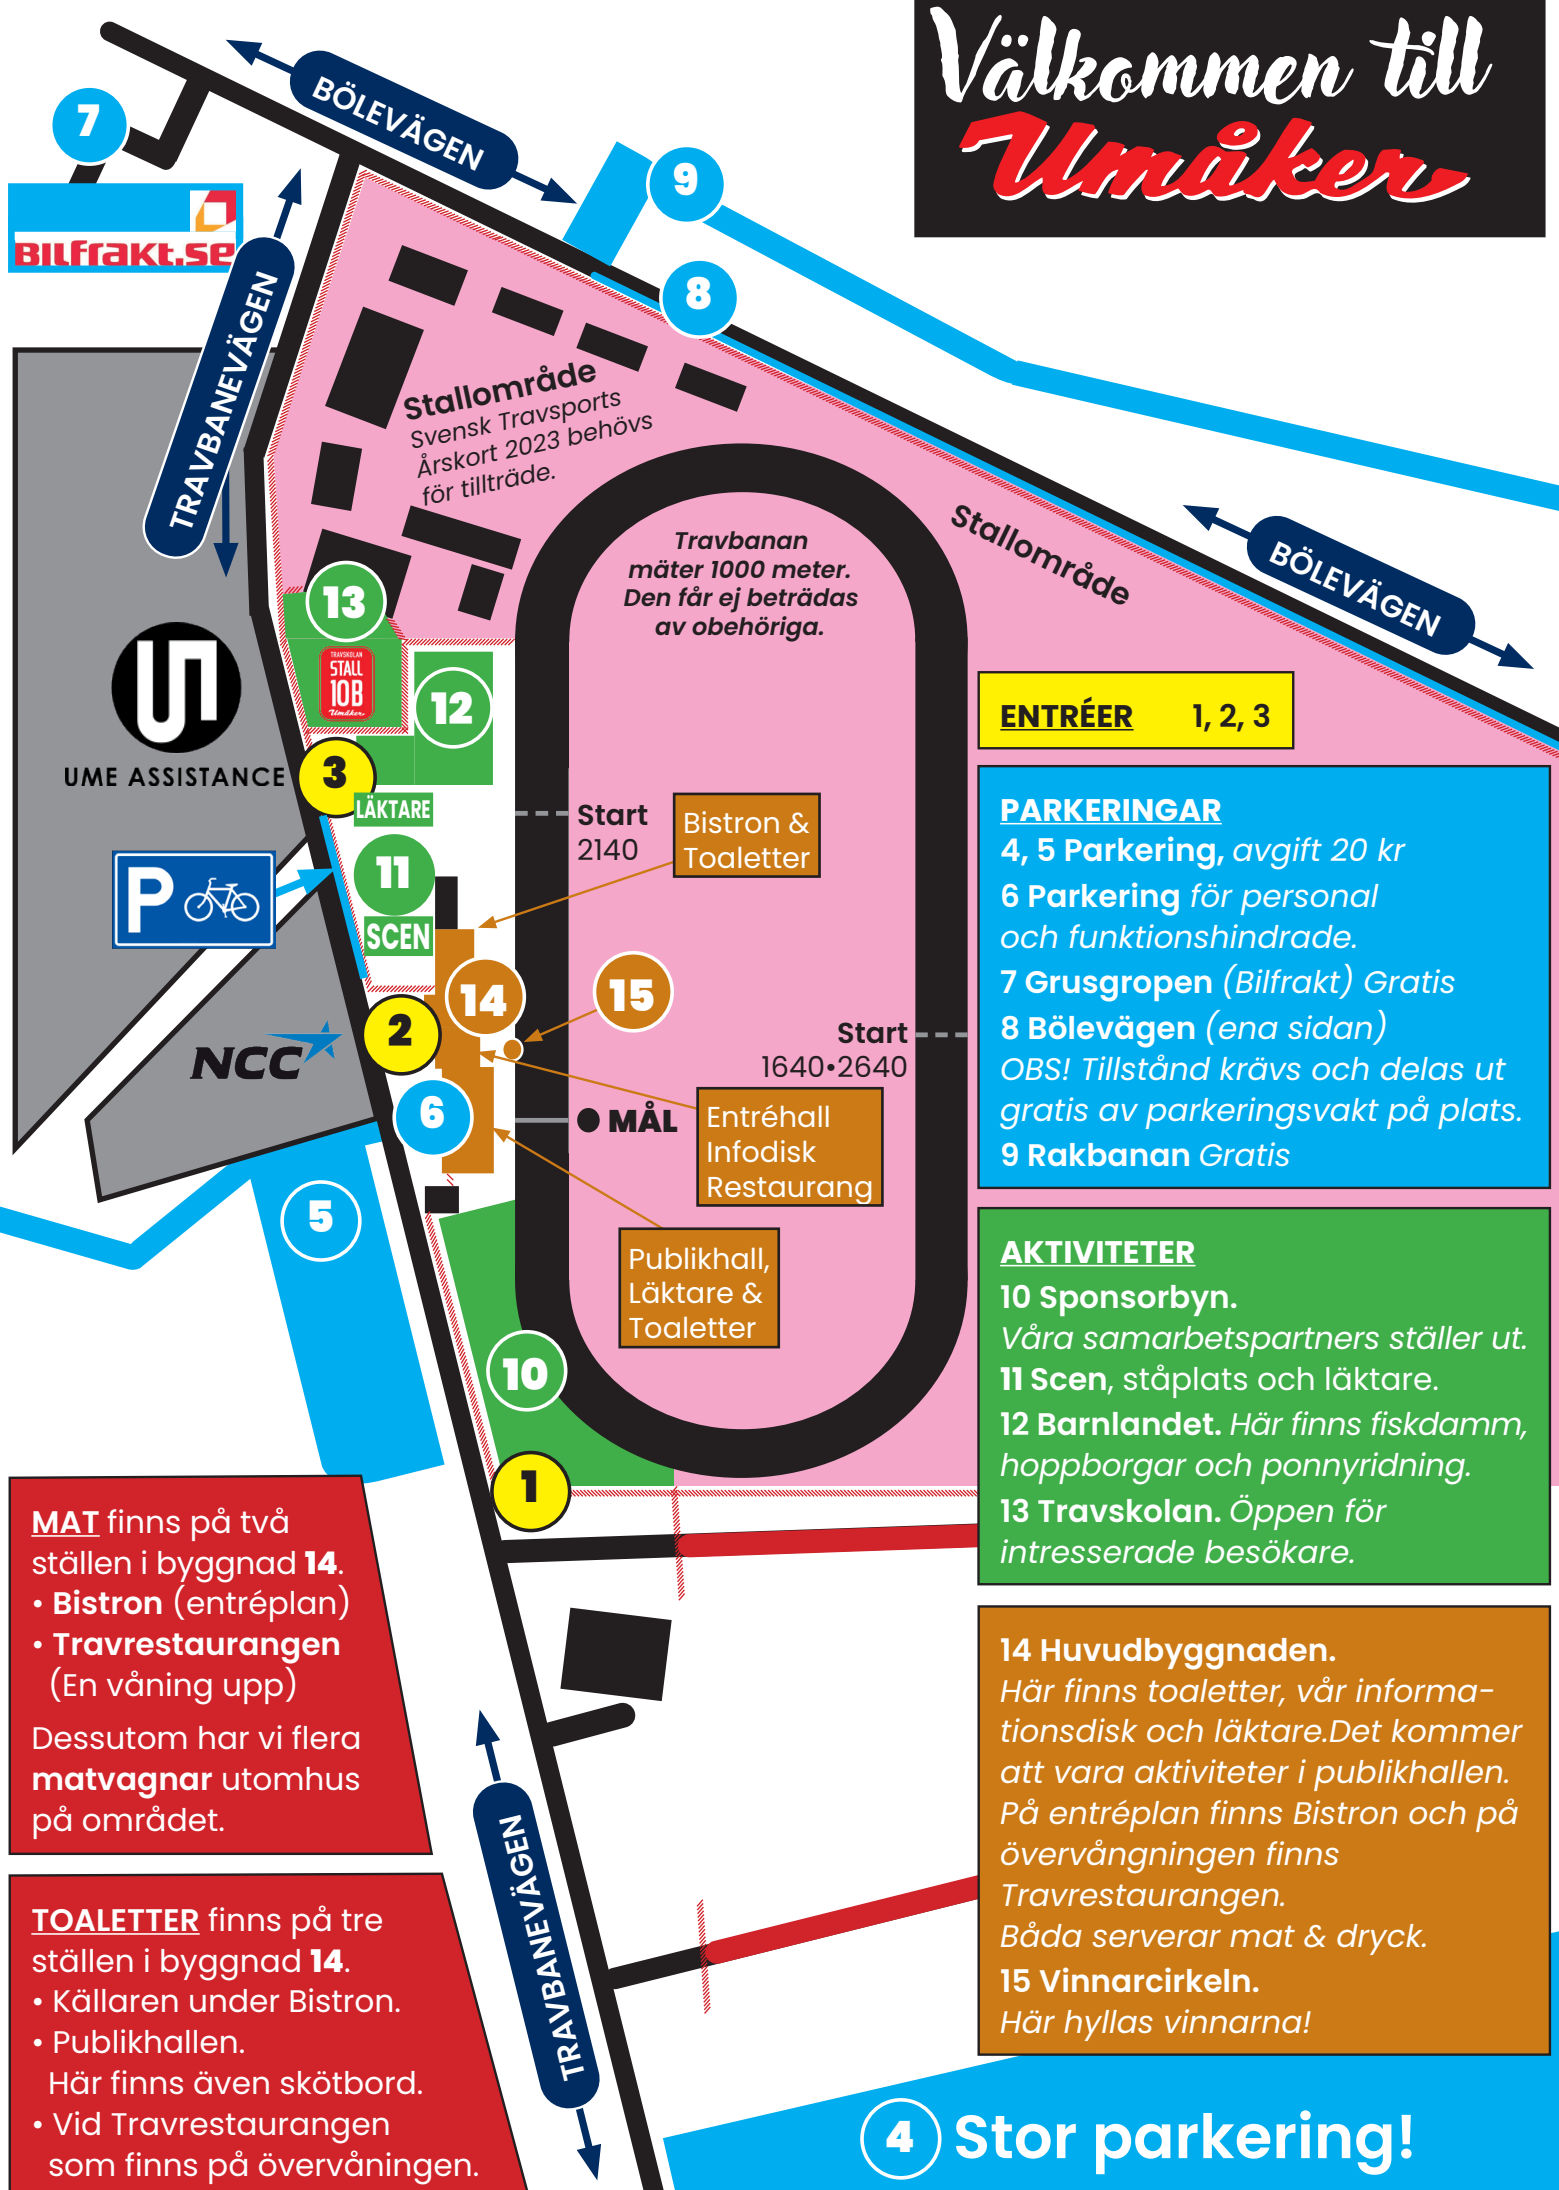 Välkommen till
Umåker
BÖLEVÄGEN
7
9
BILFraKT.se
8
TRAVBANEVÄGEN
Stallområde
Svensk Travsports
Årskort 2023 behövs
för tillträde.
Travbanan
mäter 1000 meter.
Den får ej beträdas
av obehöriga.
Stallområde
BÖLEVÄGEN
13
TRAVSKOLAN
STALL
10B
Umåker
12
UME ASSISTANCE
3
LÄKTARE
11
SCEN
P
Start
2140
Bistron &
Toaletter
14
15
2
NCC
Start
1640•2640
6
MÅL
Entréhall
Infodisk
Restaurang
5
Publikhall,
Läktare &
Toaletter
10
1
ENTRÉER 1, 2, 3
PARKERINGAR
4, 5 Parkering, avgift 20 kr
6 Parkering för personal
och funktionshindrade.
7 Grusgropen (Bilfrakt) Gratis
8 Bölevägen (ena sidan)
OBS! Tillstånd krävs och delas ut
gratis av parkeringsvakt på plats.
9 Rakbanan Gratis
AKTIVITETER
10 Sponsorbyn.
Våra samarbetspartners ställer ut.
11 Scen, ståplats och läktare.
12 Barnlandet. Här finns fiskdamm,
hoppborgar och ponnyridning.
13 Travskolan. Öppen för
intresserade besökare.
14 Huvudbyggnaden.
Här finns toaletter, vår informa-
tionsdisk och läktare.Det kommer
att vara aktiviteter i publikhallen.
På entréplan finns Bistron och på
övervångningen finns
Travrestaurangen.
Båda serverar mat & dryck.
15 Vinnarcirkeln.
Här hyllas vinnarna!
MAT finns på två
ställen i byggnad 14.
• Bistron (entréplan)
• Travrestaurangen
(En våning upp)
Dessutom har vi flera
matvagnar utomhus
på området.
TOALETTER finns på tre
ställen i byggnad 14.
• Källaren under Bistron.
• Publikhallen.
Här finns även skötbord.
• Vid Travrestaurangen
som finns på övervåningen.
TRAVBANEVÄGEN
4 Stor parkering!